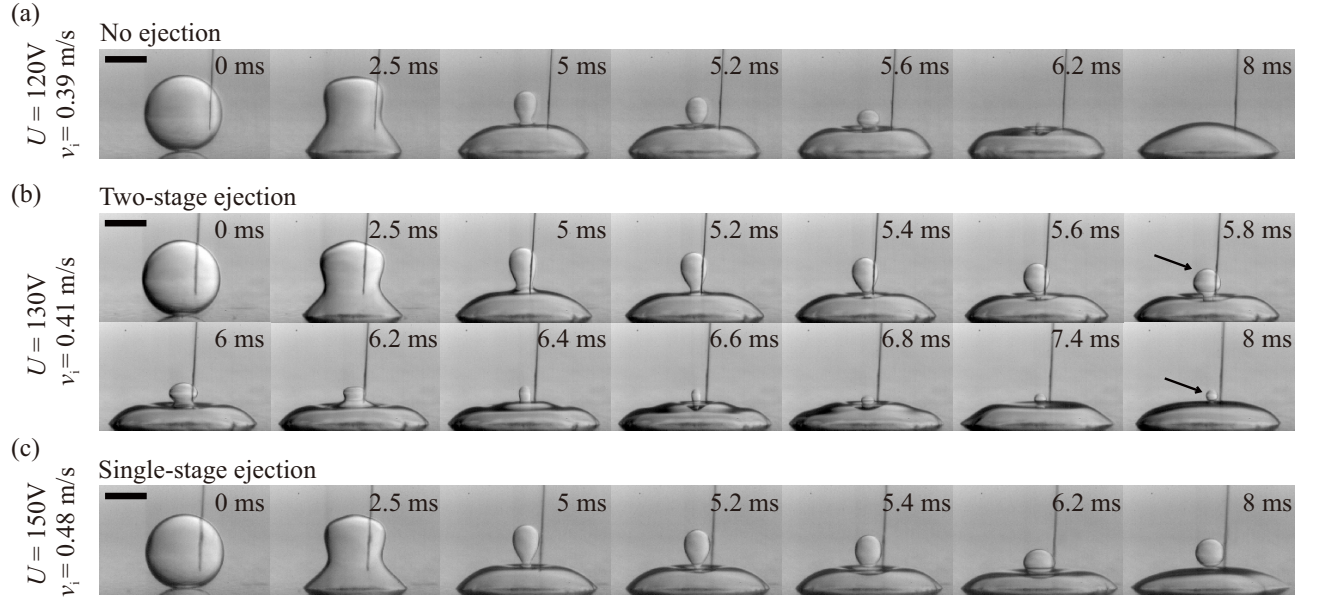 (a)
No ejection
U = 120V
vi = 0.39 m/s
0 ms
2.5 ms
5 ms
5.2 ms
5.6 ms
6.2 ms
8 ms
(b)
Two-stage ejection
U = 130V
vi = 0.41 m/s
0 ms
2.5 ms
5 ms
5.2 ms
5.4 ms
5.6 ms
5.8 ms
6 ms
6.2 ms
6.4 ms
6.6 ms
6.8 ms
7.4 ms
8 ms
(c)
Single-stage ejection
U = 150V
vi = 0.48 m/s
0 ms
2.5 ms
5 ms
5.2 ms
5.4 ms
6.2 ms
8 ms